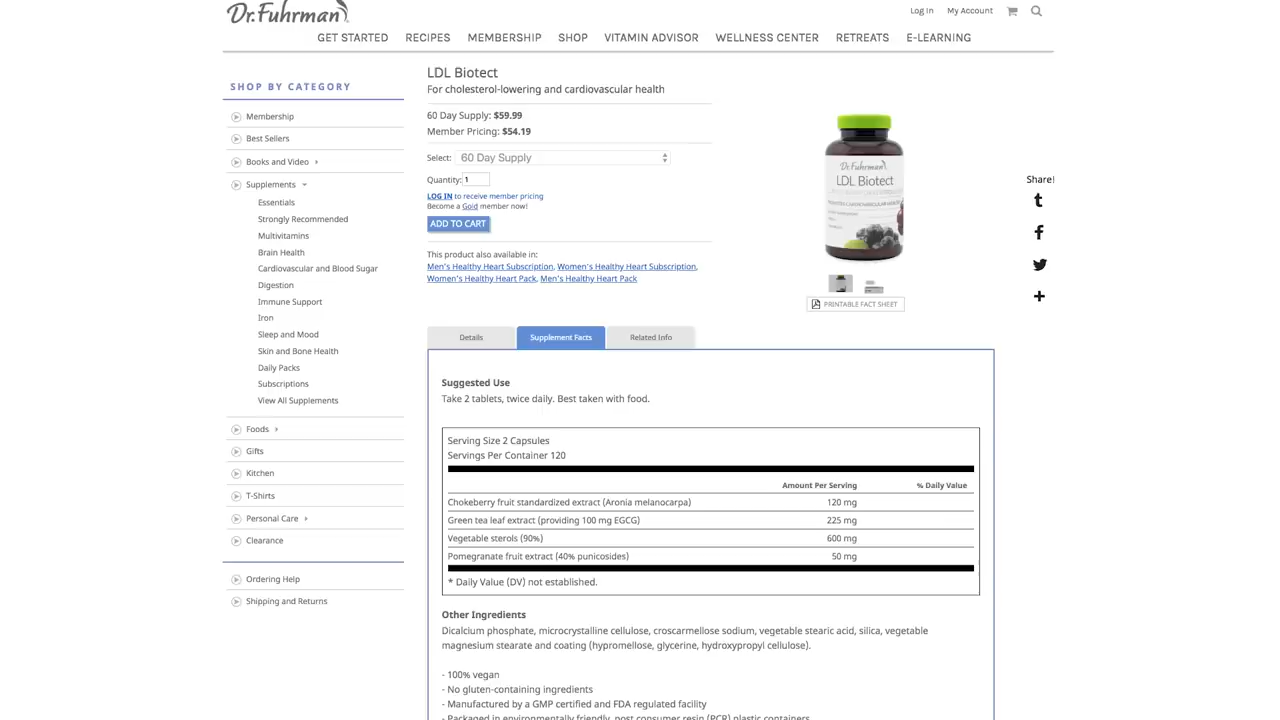 Dr.Fuhrman
Log In My Account
GET STARTED RECIPES MEMBERSHIP SHOP VITAMIN ADVISOR WELLNESS CENTER RETREATS E-LEARNING
SHOP BY CATEGORY
Membership
Best Sellers
Books and Video
Supplements
Essentials
Strongly Recommended
Multivitamins
Brain Health
Cardiovascular and Blood Sugar
Digestion
Immune Support
Iron
Sleep and Mood
Skin and Bone Health
Daily Packs
Subscriptions
View All Supplements
Foods
Gifts
Kitchen
T-Shirts
Personal Care
Clearance
Ordering Help
Shipping and Returns
LDL Biotect
For cholesterol-lowering and cardiovascular health
60 Day Supply: $59.99
Member Pricing: $54.19
Select: 60 Day Supply
Quantity: 1
LOG IN to receive member pricing
Become a Gold member now!
ADD TO CART
This product also available in:
Men's Healthy Heart Subscription, Women's Healthy Heart Subscription,
Women's Healthy Heart Pack, Men's Healthy Heart Pack
Dr.Fuhrman
LDL Biotect
PRINTABLE FACT SHEET
Share!
Details Supplement Facts Related Info
Suggested Use
Take 2 tablets, twice daily. Best taken with food.
Serving Size 2 Capsules
Servings Per Container 120
Amount Per Serving % Daily Value
Chokeberry fruit standardized extract (Aronia melanocarpa) 120 mg
Green tea leaf extract (providing 100 mg EGCG) 225 mg
Vegetable sterols (90%) 600 mg
Pomegranate fruit extract (40% punicosides) 50 mg
* Daily Value (DV) not established.
Other Ingredients
Dicalcium phosphate, microcrystalline cellulose, croscarmellose sodium, vegetable stearic acid, silica, vegetable
magnesium stearate and coating (hypromellose, glycerine, hydroxypropyl cellulose).
- 100% vegan
- No gluten-containing ingredients
- Manufactured by a GMP certified and FDA regulated facility
- Packaged in environmentally friendly, post consumer resin (PCR) plastic containers